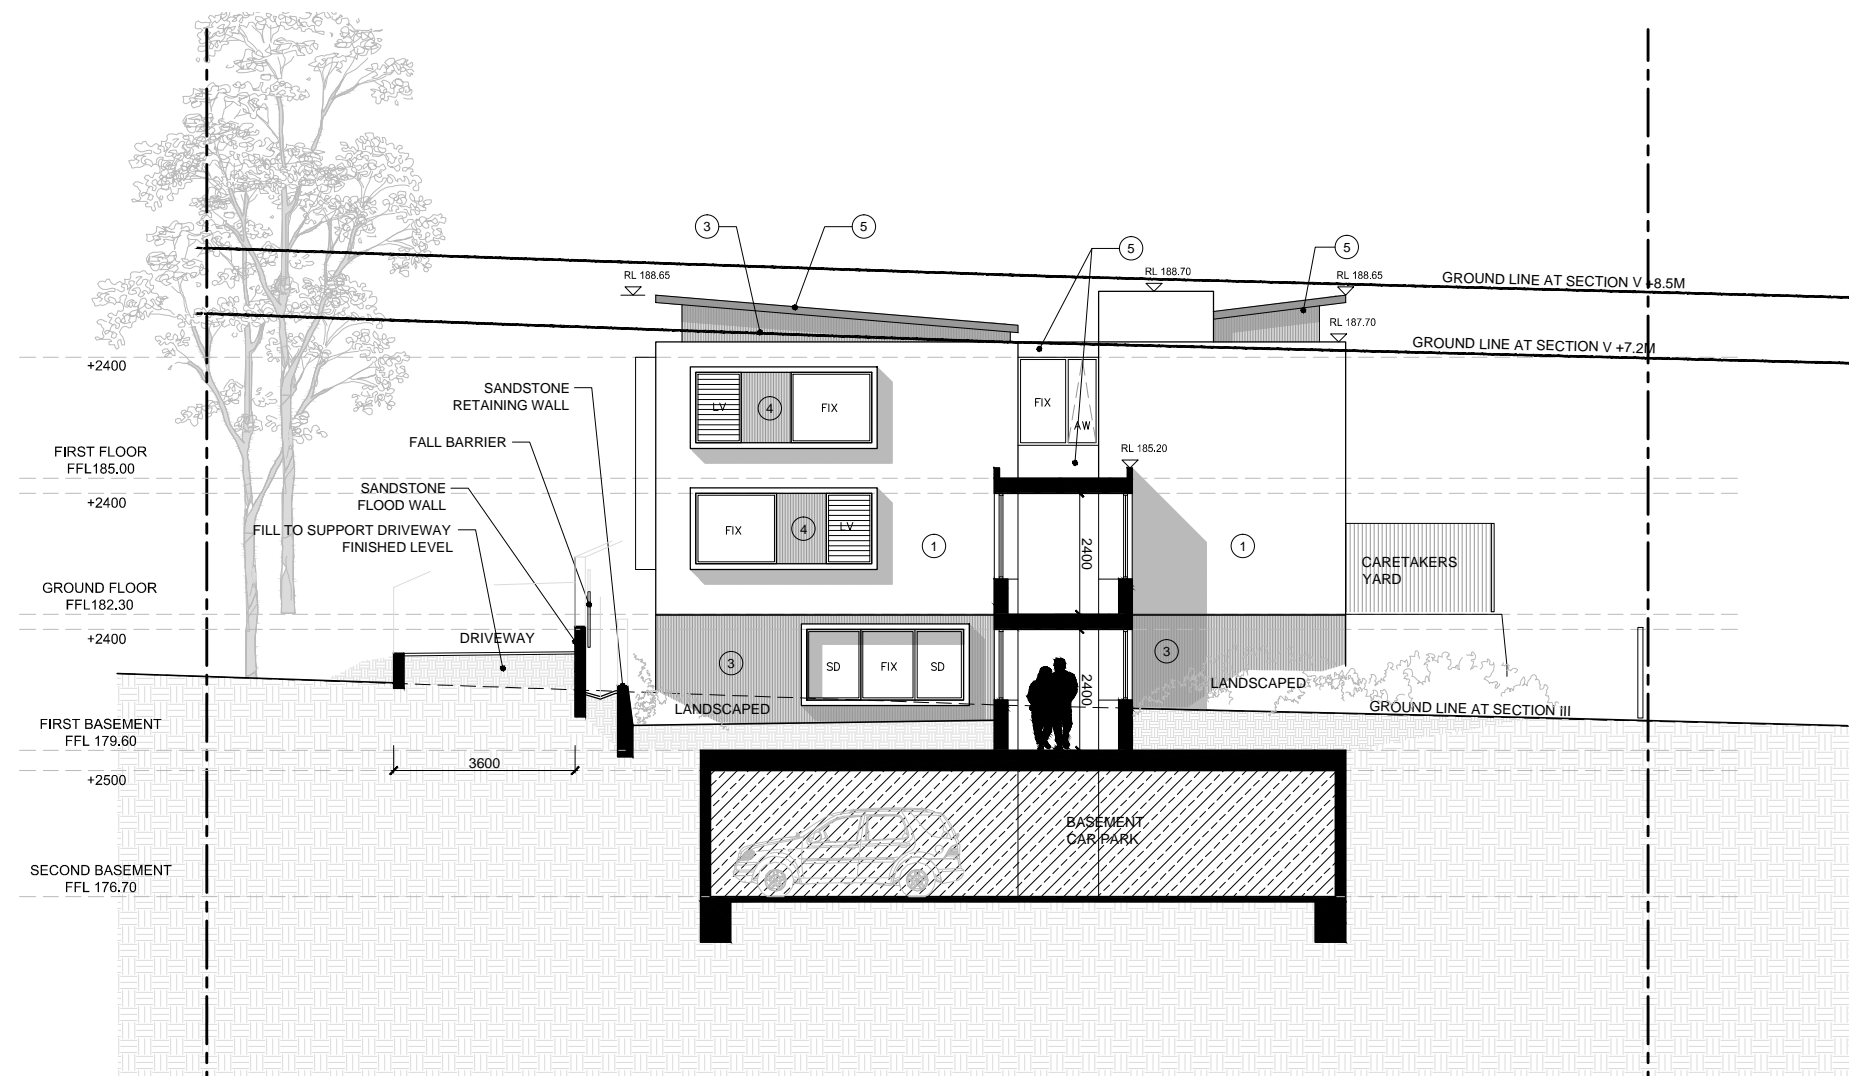 3
5
5
5
RL 188.65
RL 188.70
RL 188.65
GROUND LINE AT SECTION V +8.5M
RL 187.70
GROUND LINE AT SECTION V +7.2M
+2400
SANDSTONE
RETAINING WALL
LV
4
FIX
FIX
AW
FALL BARRIER
RL 185.20
FIRST FLOOR
FFL185.00
+2400
SANDSTONE
FLOOD WALL
FILL TO SUPPORT DRIVEWAY
FINISHED LEVEL
FIX
4
LV
1
2400
1
CARETAKERS
YARD
GROUND FLOOR
FFL182.30
+2400
DRIVEWAY
3
SD
FIX
SD
2400
3
LANDSCAPED
LANDSCAPED
GROUND LINE AT SECTION III
FIRST BASEMENT
FFL 179.60
+2500
3600
BASEMENT
CAR PARK
SECOND BASEMENT
FFL 176.70